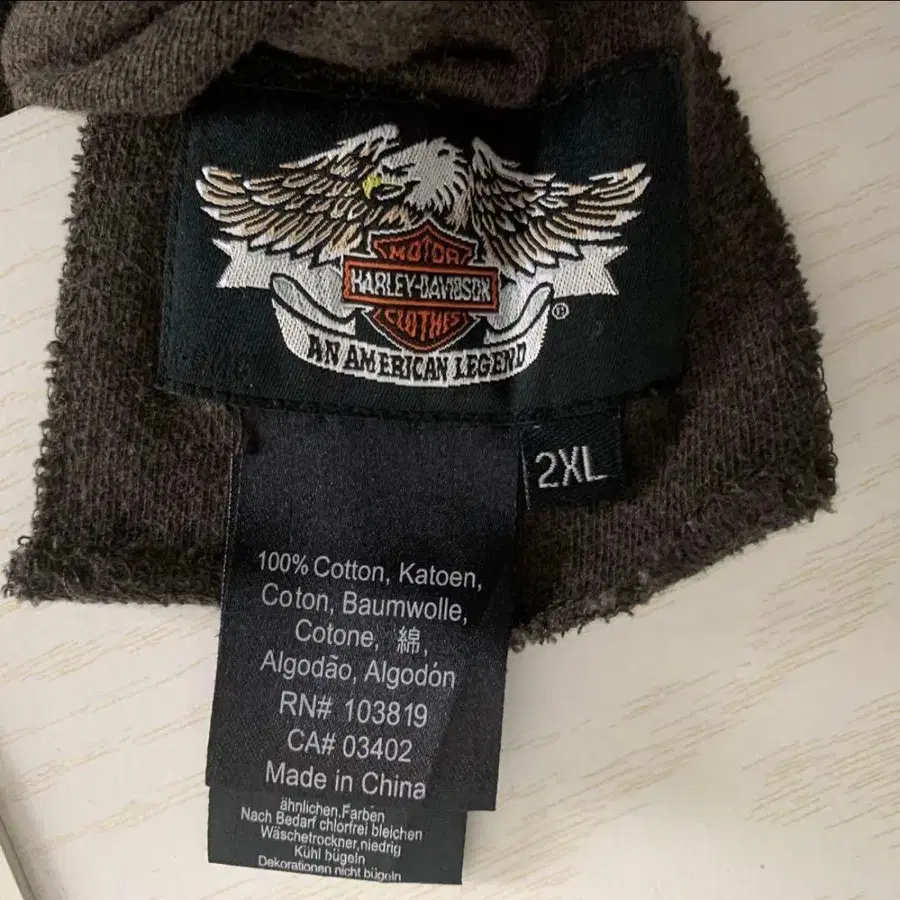 MOTOR
HARLEY-DAVIDSON
CLOTHES
®
AN AMERICAN LEGEND
2XL
100% Cotton, Katoen,
Coton, Baumwolle,
Cotone, 綿,
Algodão, Algodón
RN# 103819
CA# 03402
Made in China
ähnlichen.Farben
Nach Bedarf chlorfrei bleichen
Wäschetrockner,niedrig
Kühl bügeln
Dekorationen nicht bügeln